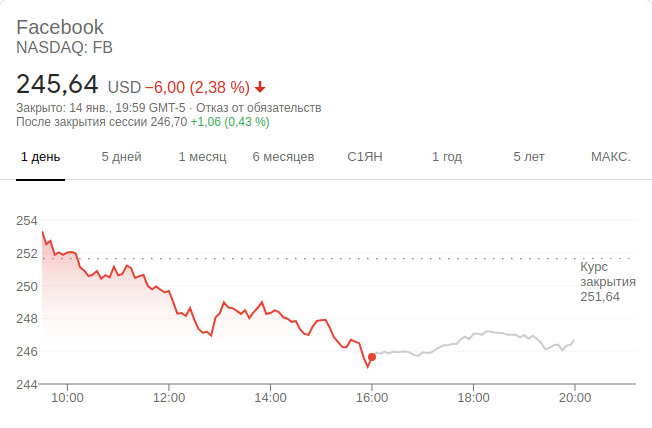 Facebook
NASDAQ: FB
245,64 USD −6,00 (2,38 %)
Закрыто: 14 янв., 19:59 GMT-5 · Отказ от обязательств
После закрытия сессии 246,70 +1,06 (0,43 %)
1 день 5 дней 1 месяц 6 месяцев С1ЯН 1 год 5 лет МАКС.
254
252
Курс
закрытия
251,64
250
248
246
244
10:00 12:00 14:00 16:00 18:00 20:00